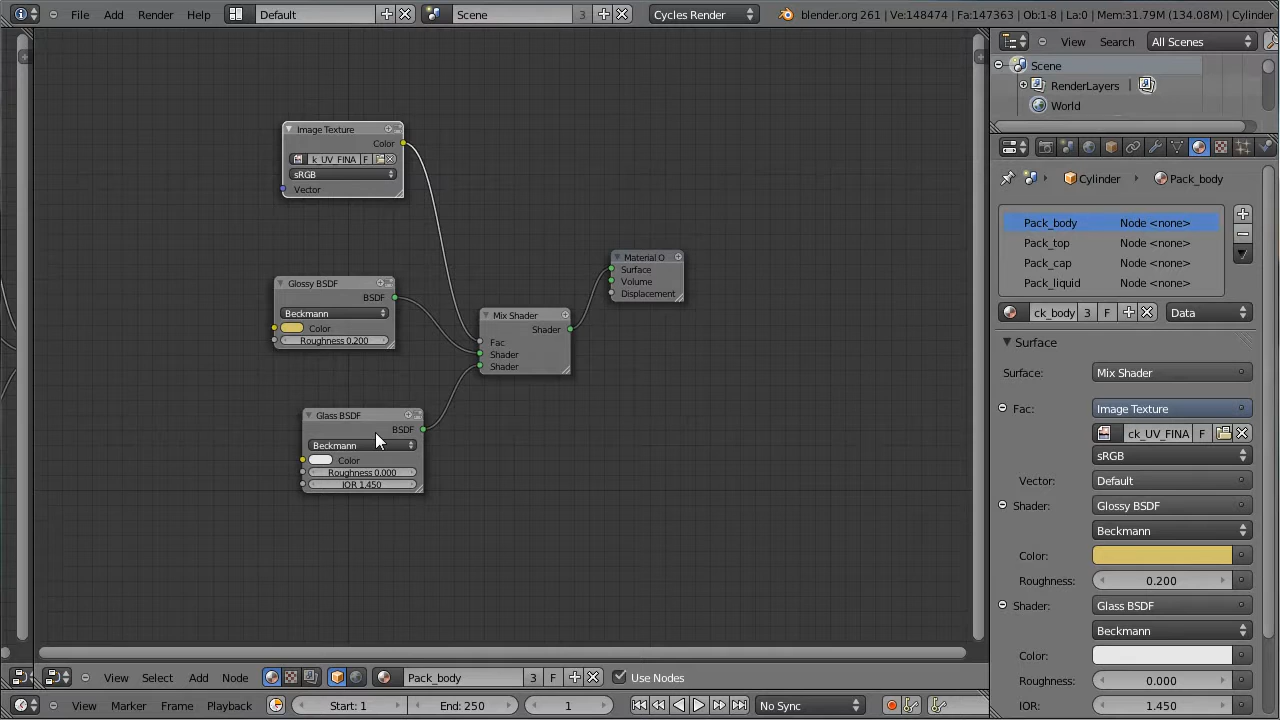 File Add Render Help Default Scene 3 Cycles Render blender.org 261 | Ve:148474 | Fa:147363 | Ob:1-8 | La:0 | Mem:31.79M (134.08M) | Cylinder
View Search All Scenes
Scene
RenderLayers
World
Cylinder Pack_body
Pack_body Node <none>
Pack_top Node <none>
Pack_cap Node <none>
Pack_liquid Node <none>
ck_body 3 F Data
Surface
Surface: Mix Shader
Fac: Image Texture
ck_UV_FINA F
sRGB
Vector: Default
Shader: Glossy BSDF
Beckmann
Color:
Roughness: 0.200
Shader: Glass BSDF
Beckmann
Color:
Roughness: 0.000
IOR: 1.450
Image Texture
Color
k_UV_FINA F
sRGB
Vector
Glossy BSDF
BSDF
Beckmann
Color
Roughness 0.200
Glass BSDF
BSDF
Beckmann
Color
Roughness 0.000
IOR 1.450
Mix Shader
Shader
Fac
Shader
Shader
Material O
Surface
Volume
Displacement
View Select Add Node Pack_body 3 F Use Nodes
View Marker Frame Playback Start: 1 End: 250 1 No Sync